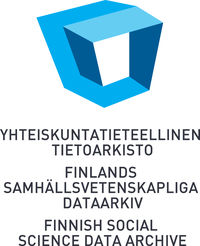 YHTEISKUNTATIETEELLINEN
TIETOARKISTO
FINLANDS
SAMHÄLLSVETENSKAPLIGA
DATAARKIV
FINNISH SOCIAL
SCIENCE DATA ARCHIVE